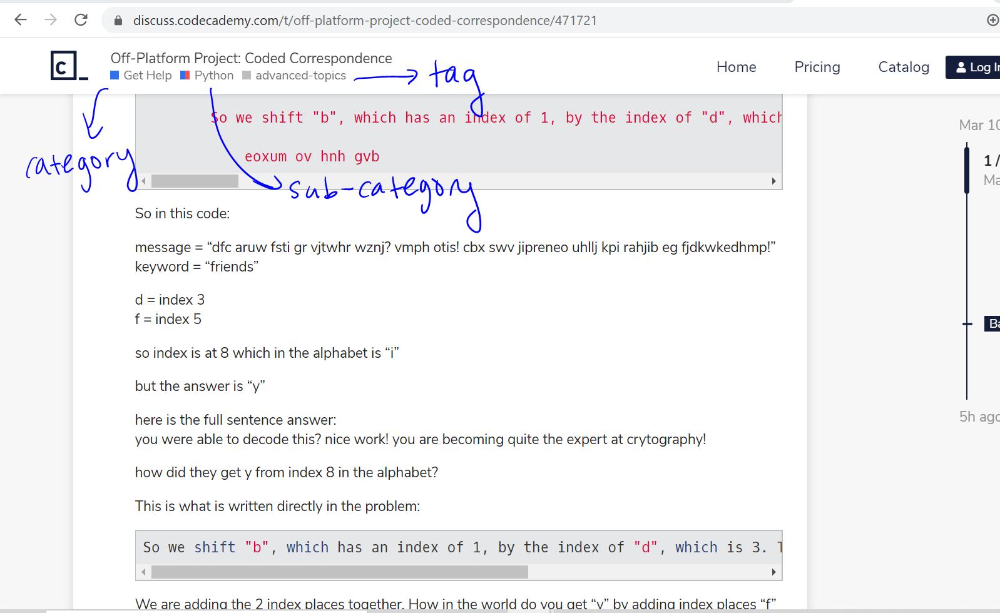 discuss.codecademy.com/t/off-platform-project-coded-correspondence/471721
c_
Off-Platform Project: Coded Correspondence
Get Help Python advanced-topics
tag
Home Pricing Catalog Log In
category
sub-category
So we shift "b", which has an index of 1, by the index of "d", which
eoxum ov hnh gvb
So in this code:
message = “dfc aruw fsti gr vjtwhr wznj? vmph otis! cbx swv jipreneo uhllj kpi rahjib eg fjdkwkedhmp!”
keyword = “friends”
d = index 3
f = index 5
so index is at 8 which in the alphabet is “i”
but the answer is “y”
here is the full sentence answer:
you were able to decode this? nice work! you are becoming quite the expert at crytography!
how did they get y from index 8 in the alphabet?
This is what is written directly in the problem:
So we shift "b", which has an index of 1, by the index of "d", which is 3. T
We are adding the 2 index places together. How in the world do you get “y” by adding index places “f”
Mar 10
1 /
Ma
Ba
5h ago